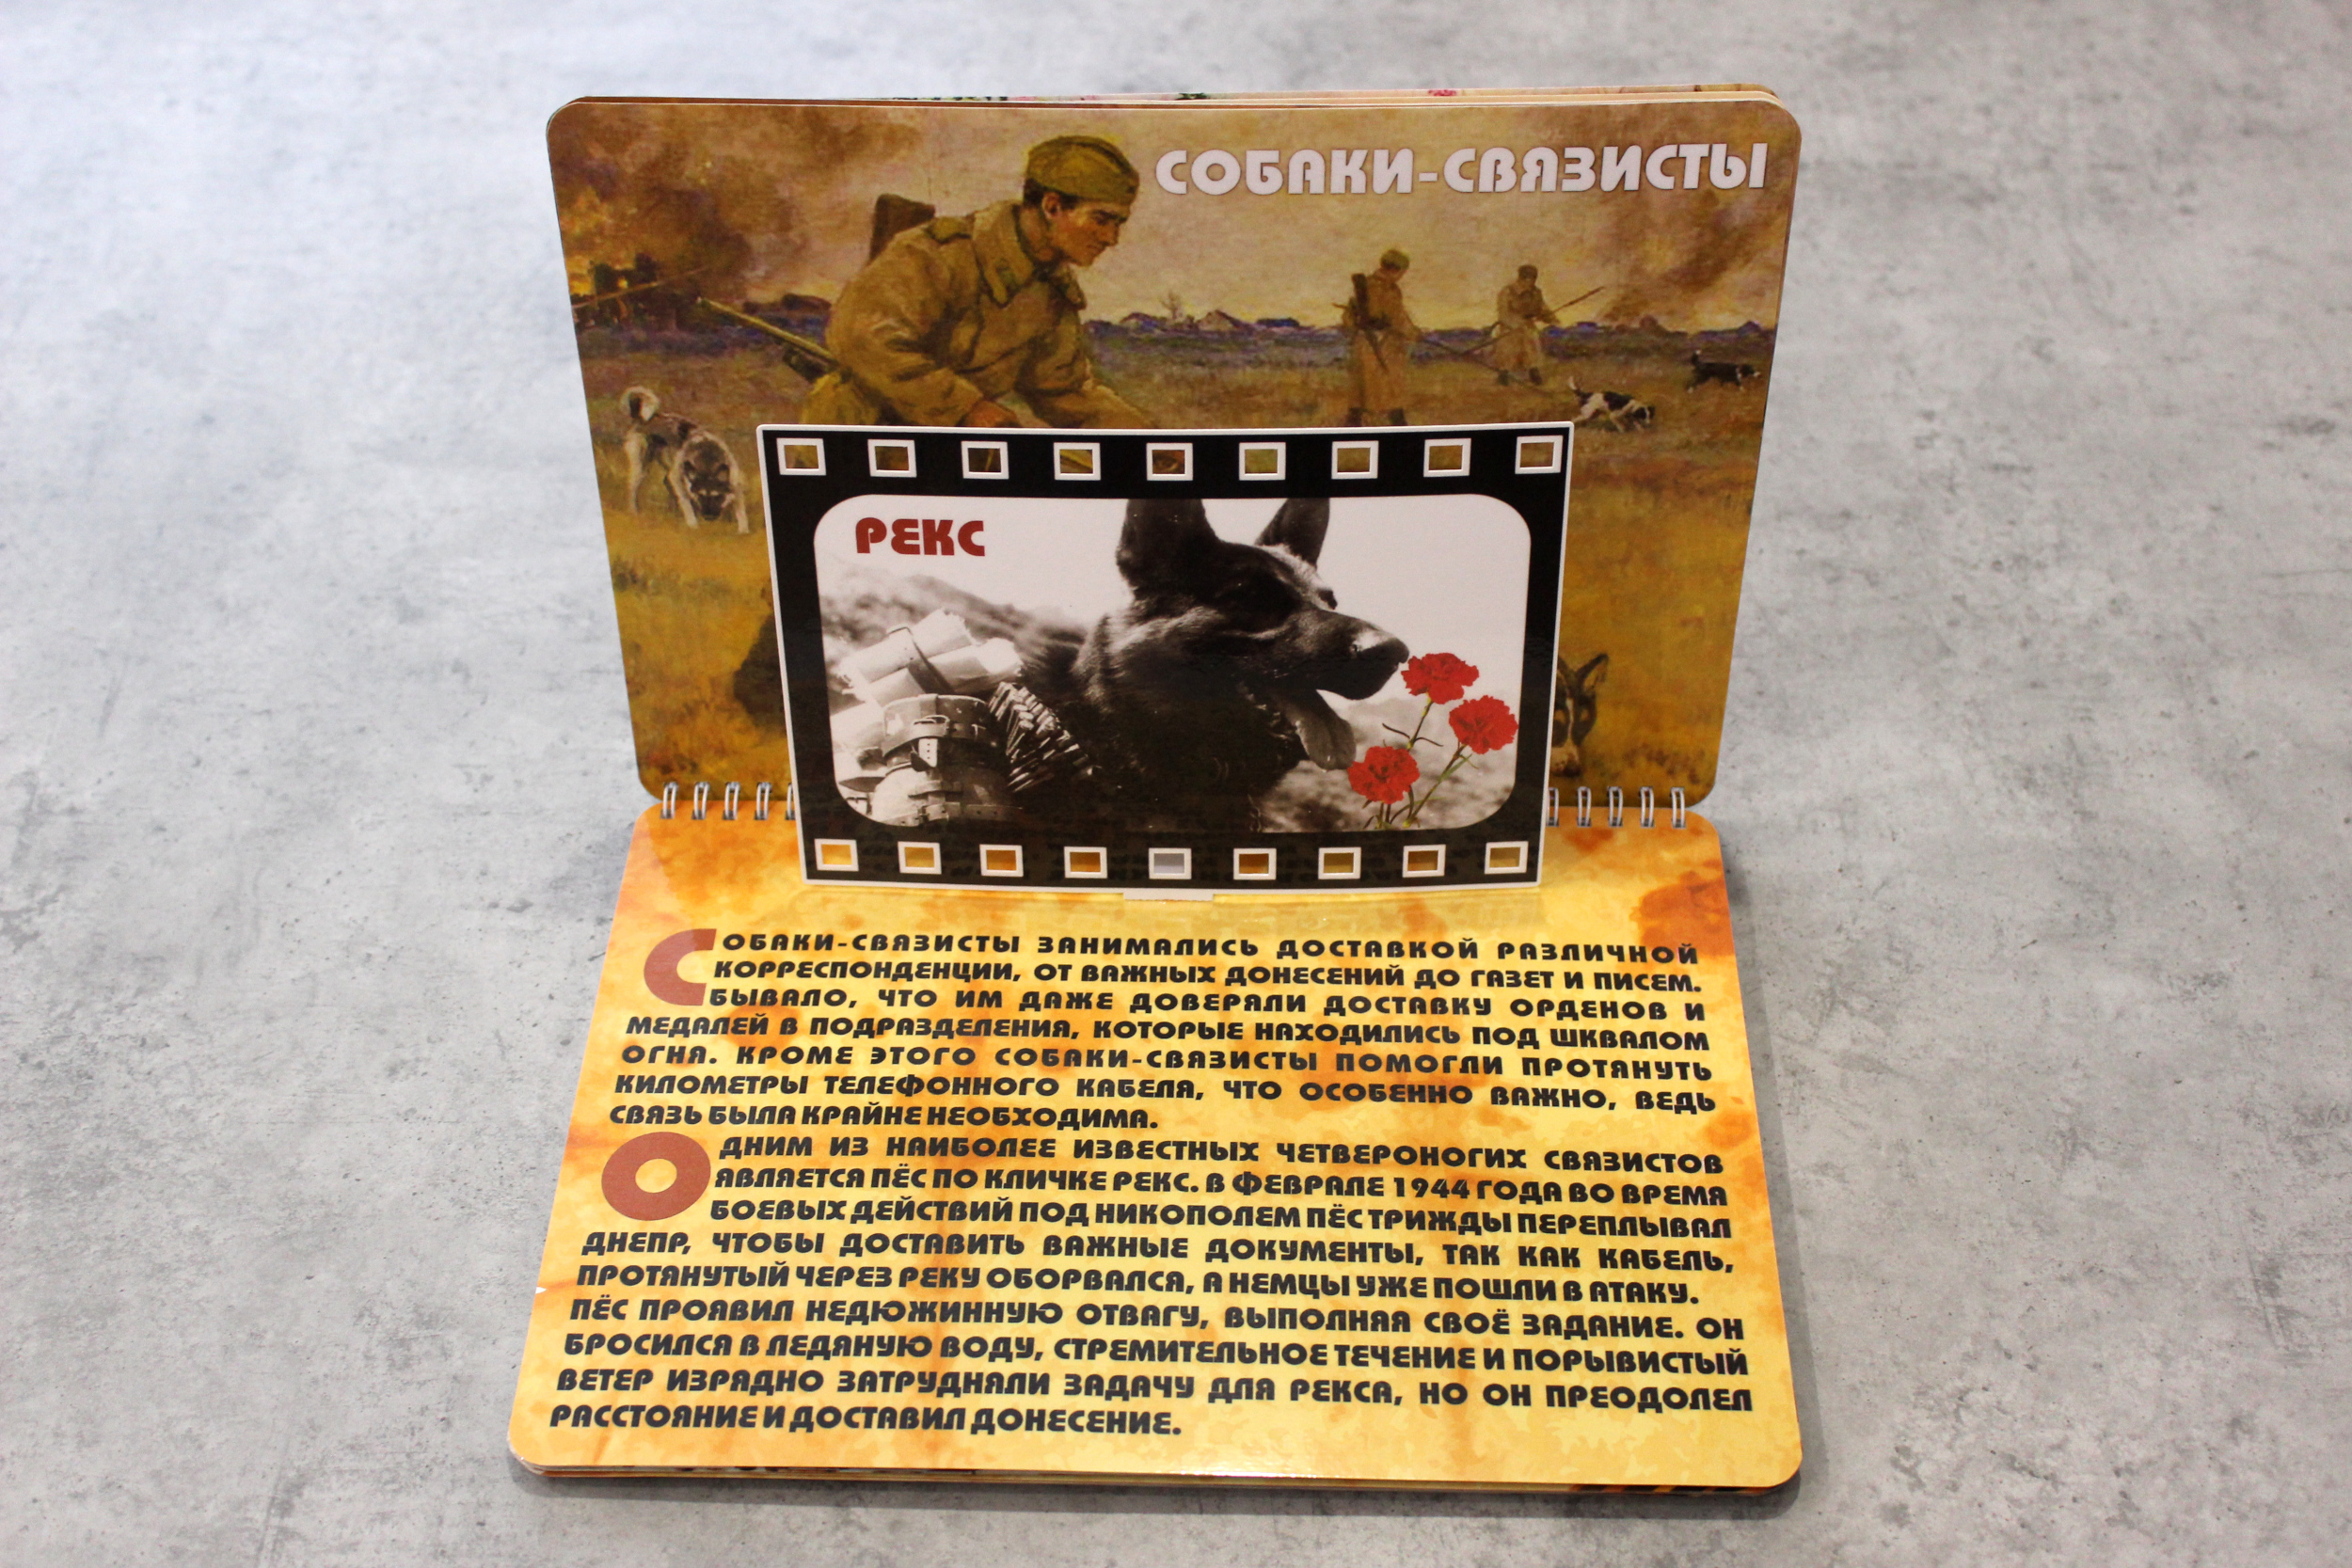 СОБАКИ-СВЯЗИСТЫ
РЕКС
СОБАКИ-СВЯЗИСТЫ ЗАНИМАЛИСЬ ДОСТАВКОЙ РАЗЛИЧНОЙ
КОРРЕСПОНДЕНЦИИ, ОТ ВАЖНЫХ ДОНЕСЕНИЙ ДО ГАЗЕТ И ПИСЕМ.
БЫВАЛО, ЧТО ИМ ДАЖЕ ДОВЕРЯЛИ ДОСТАВКУ ОРДЕНОВ И
МЕДАЛЕЙ В ПОДРАЗДЕЛЕНИЯ, КОТОРЫЕ НАХОДИЛИСЬ ПОД ШКВАЛОМ
ОГНЯ. КРОМЕ ЭТОГО СОБАКИ-СВЯЗИСТЫ ПОМОГЛИ ПРОТЯНУТЬ
КИЛОМЕТРЫ ТЕЛЕФОННОГО КАБЕЛЯ, ЧТО ОСОБЕННО ВАЖНО, ВЕДЬ
СВЯЗЬ БЫЛА КРАЙНЕ НЕОБХОДИМА.
ОДНИМ ИЗ НАИБОЛЕЕ ИЗВЕСТНЫХ ЧЕТВЕРОНОГИХ СВЯЗИСТОВ
ЯВЛЯЕТСЯ ПЁС ПО КЛИЧКЕ РЕКС. В ФЕВРАЛЕ 1944 ГОДА ВО ВРЕМЯ
БОЕВЫХ ДЕЙСТВИЙ ПОД НИКОПОЛЕМ ПЁС ТРИЖДЫ ПЕРЕПЛЫВАЛ
ДНЕПР, ЧТОБЫ ДОСТАВИТЬ ВАЖНЫЕ ДОКУМЕНТЫ, ТАК КАК КАБЕЛЬ,
ПРОТЯНУТЫЙ ЧЕРЕЗ РЕКУ ОБОРВАЛСЯ, А НЕМЦЫ УЖЕ ПОШЛИ В АТАКУ.
ПЁС ПРОЯВИЛ НЕДЮЖИННУЮ ОТВАГУ, ВЫПОЛНЯЯ СВОЁ ЗАДАНИЕ. ОН
БРОСИЛСЯ В ЛЕДЯНУЮ ВОДУ, СТРЕМИТЕЛЬНОЕ ТЕЧЕНИЕ И ПОРЫВИСТЫЙ
ВЕТЕР ИЗРЯДНО ЗАТРУДНЯЛИ ЗАДАЧУ ДЛЯ РЕКСА, НО ОН ПРЕОДОЛЕЛ
РАССТОЯНИЕ И ДОСТАВИЛ ДОНЕСЕНИЕ.